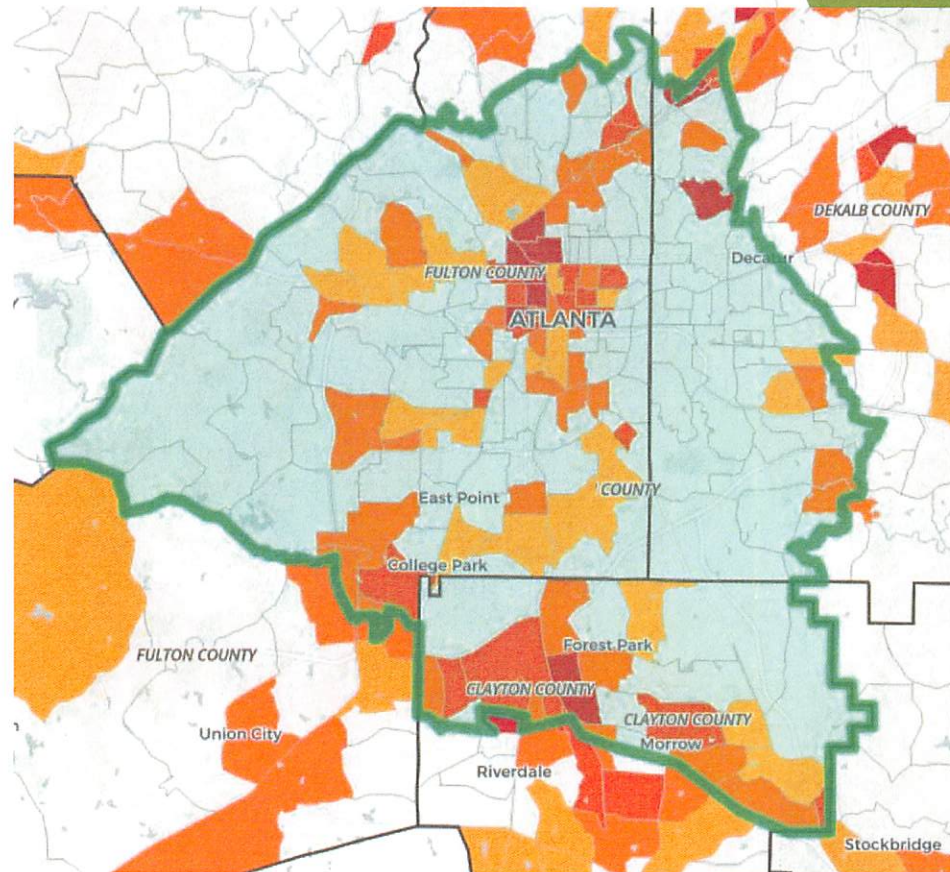 DEKALB COUNTY
Decatur
FULTON COUNTY
ATLANTA
COUNTY
East Point
College Park
Forest Park
FULTON COUNTY
CLAYTON COUNTY
CLAYTON COUNTY
Union City
Morrow
Riverdale
Stockbridge